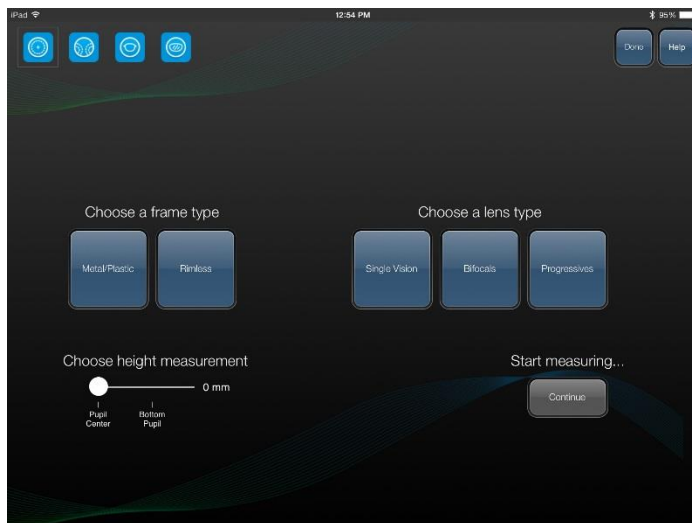 iPad 12:54 PM 95%
Done Help
Choose a frame type Choose a lens type
Metal/Plastic Rimless Single Vision Bifocals Progressives
Choose height measurement Start measuring...
0 mm
Continue
Pupil Center Bottom Pupil